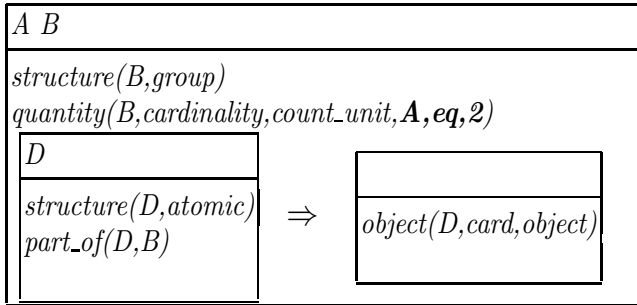 A B
structure(B,group)
quantity(B,cardinality,count_unit,A,eq,2)
D
structure(D,atomic)
part_of(D,B)
⇒
object(D,card,object)